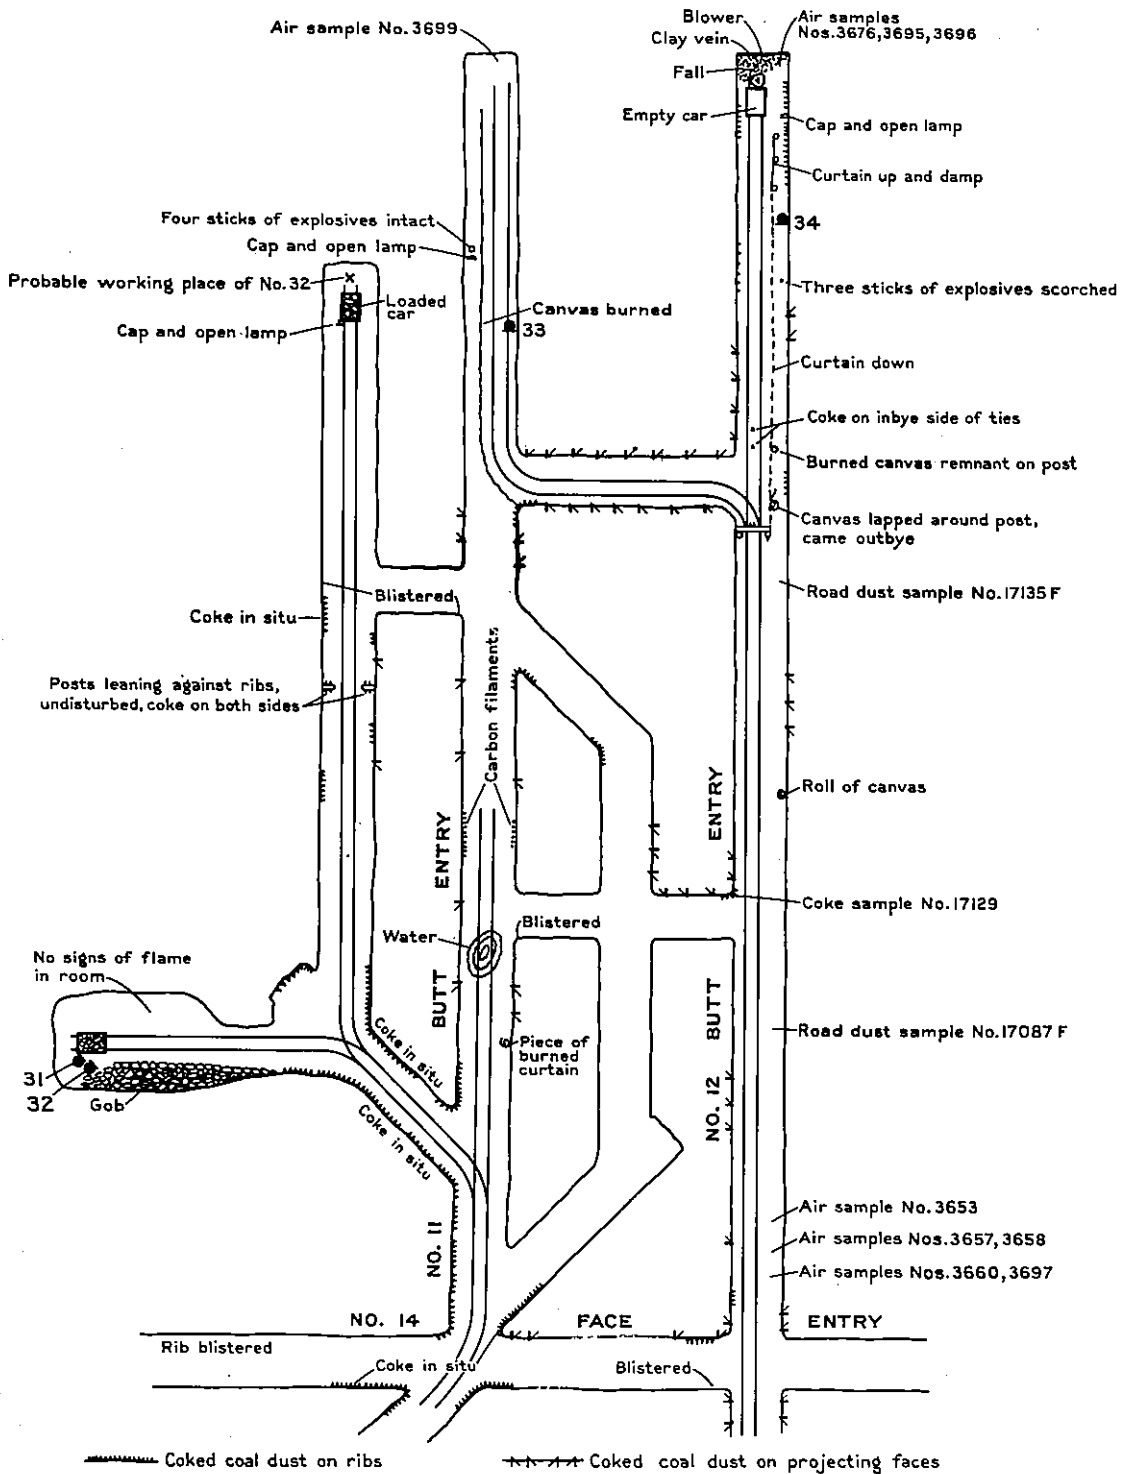 Air sample No. 3699
Blower
Clay vein
Air samples
Nos. 3676, 3695, 3696
Fall
Empty car
Cap and open lamp
Curtain up and damp
34
Four sticks of explosives intact
Cap and open lamp
Probable working place of No. 32
Loaded
car
Cap and open lamp
Canvas burned
33
Three sticks of explosives scorched
Curtain down
Coke on inbye side of ties
Burned canvas remnant on post
Canvas lapped around post,
came outbye
Blistered
Road dust sample No. 17135 F
Coke in situ
Posts leaning against ribs,
undisturbed, coke on both sides
Carbon filaments
ENTRY
ENTRY
Roll of canvas
Coke sample No. 17129
Blistered
Water
No signs of flame
in room
BUTT
BUTT
Road dust sample No. 17087 F
Coke in situ
Piece of
burned
curtain
31
32
Gob
Coke in situ
NO. 12
Air sample No. 3653
Air samples Nos. 3657, 3658
Air samples Nos. 3660, 3697
NO. 11
NO. 14 FACE ENTRY
Rib blistered
Coke in situ
Blistered
Coked coal dust on ribs
Coked coal dust on projecting faces